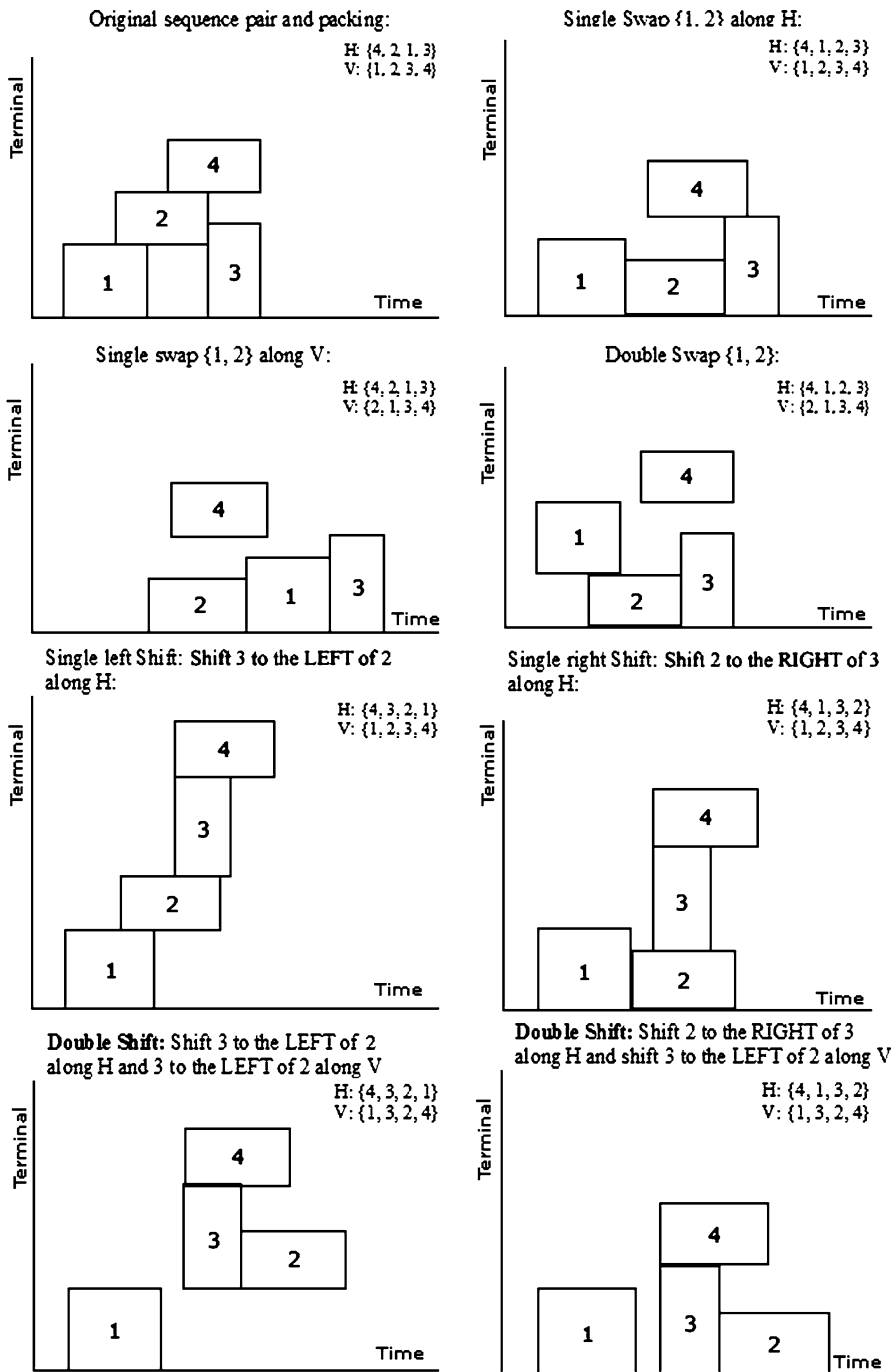 Original sequence pair and packing:
H: {4, 2, 1, 3}
V: {1, 2, 3, 4}
Terminal
4
2
1
3
Time
Single Swap {1, 2} along H:
H: {4, 1, 2, 3}
V: {1, 2, 3, 4}
Terminal
4
1
2
3
Time
Single swap {1, 2} along V:
H: {4, 2, 1, 3}
V: {2, 1, 3, 4}
Terminal
4
2
1
3
Time
Double Swap {1, 2}:
H: {4, 1, 2, 3}
V: {2, 1, 3, 4}
Terminal
4
1
2
3
Time
Single left Shift: Shift 3 to the LEFT of 2
along H:
H: {4, 3, 2, 1}
V: {1, 2, 3, 4}
Terminal
4
3
2
1
Time
Single right Shift: Shift 2 to the RIGHT of 3
along H:
H: {4, 1, 3, 2}
V: {1, 2, 3, 4}
Terminal
4
3
1
2
Time
Double Shift: Shift 3 to the LEFT of 2
along H and 3 to the LEFT of 2 along V
H: {4, 3, 2, 1}
V: {1, 3, 2, 4}
Terminal
4
3
2
1
Double Shift: Shift 2 to the RIGHT of 3
along H and shift 3 to the LEFT of 2 along V
H: {4, 1, 3, 2}
V: {1, 3, 2, 4}
Terminal
4
1
3
2
Time